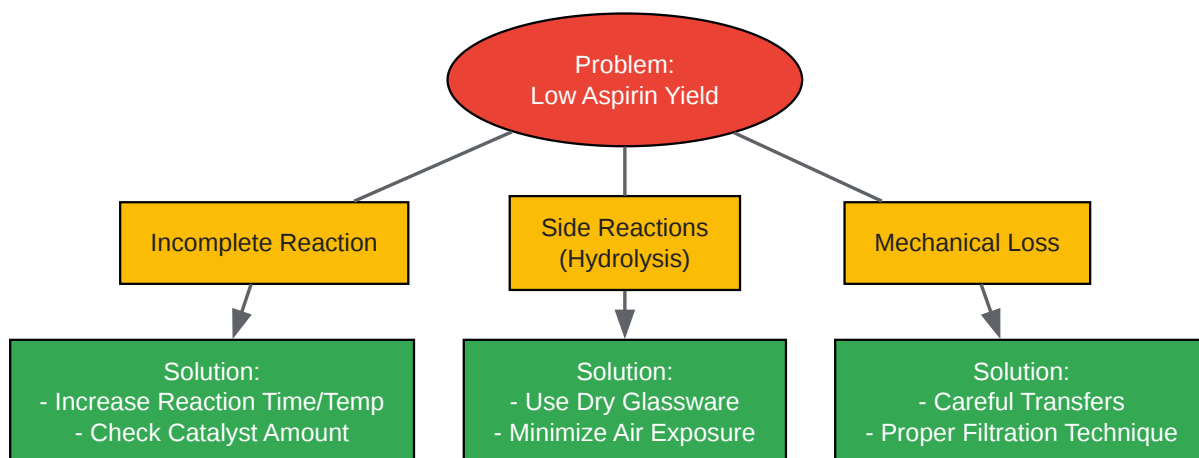 Problem:
Low Aspirin Yield
Incomplete Reaction
Side Reactions
(Hydrolysis)
Mechanical Loss
Solution:
- Increase Reaction Time/Temp
- Check Catalyst Amount
Solution:
- Use Dry Glassware
- Minimize Air Exposure
Solution:
- Careful Transfers
- Proper Filtration Technique